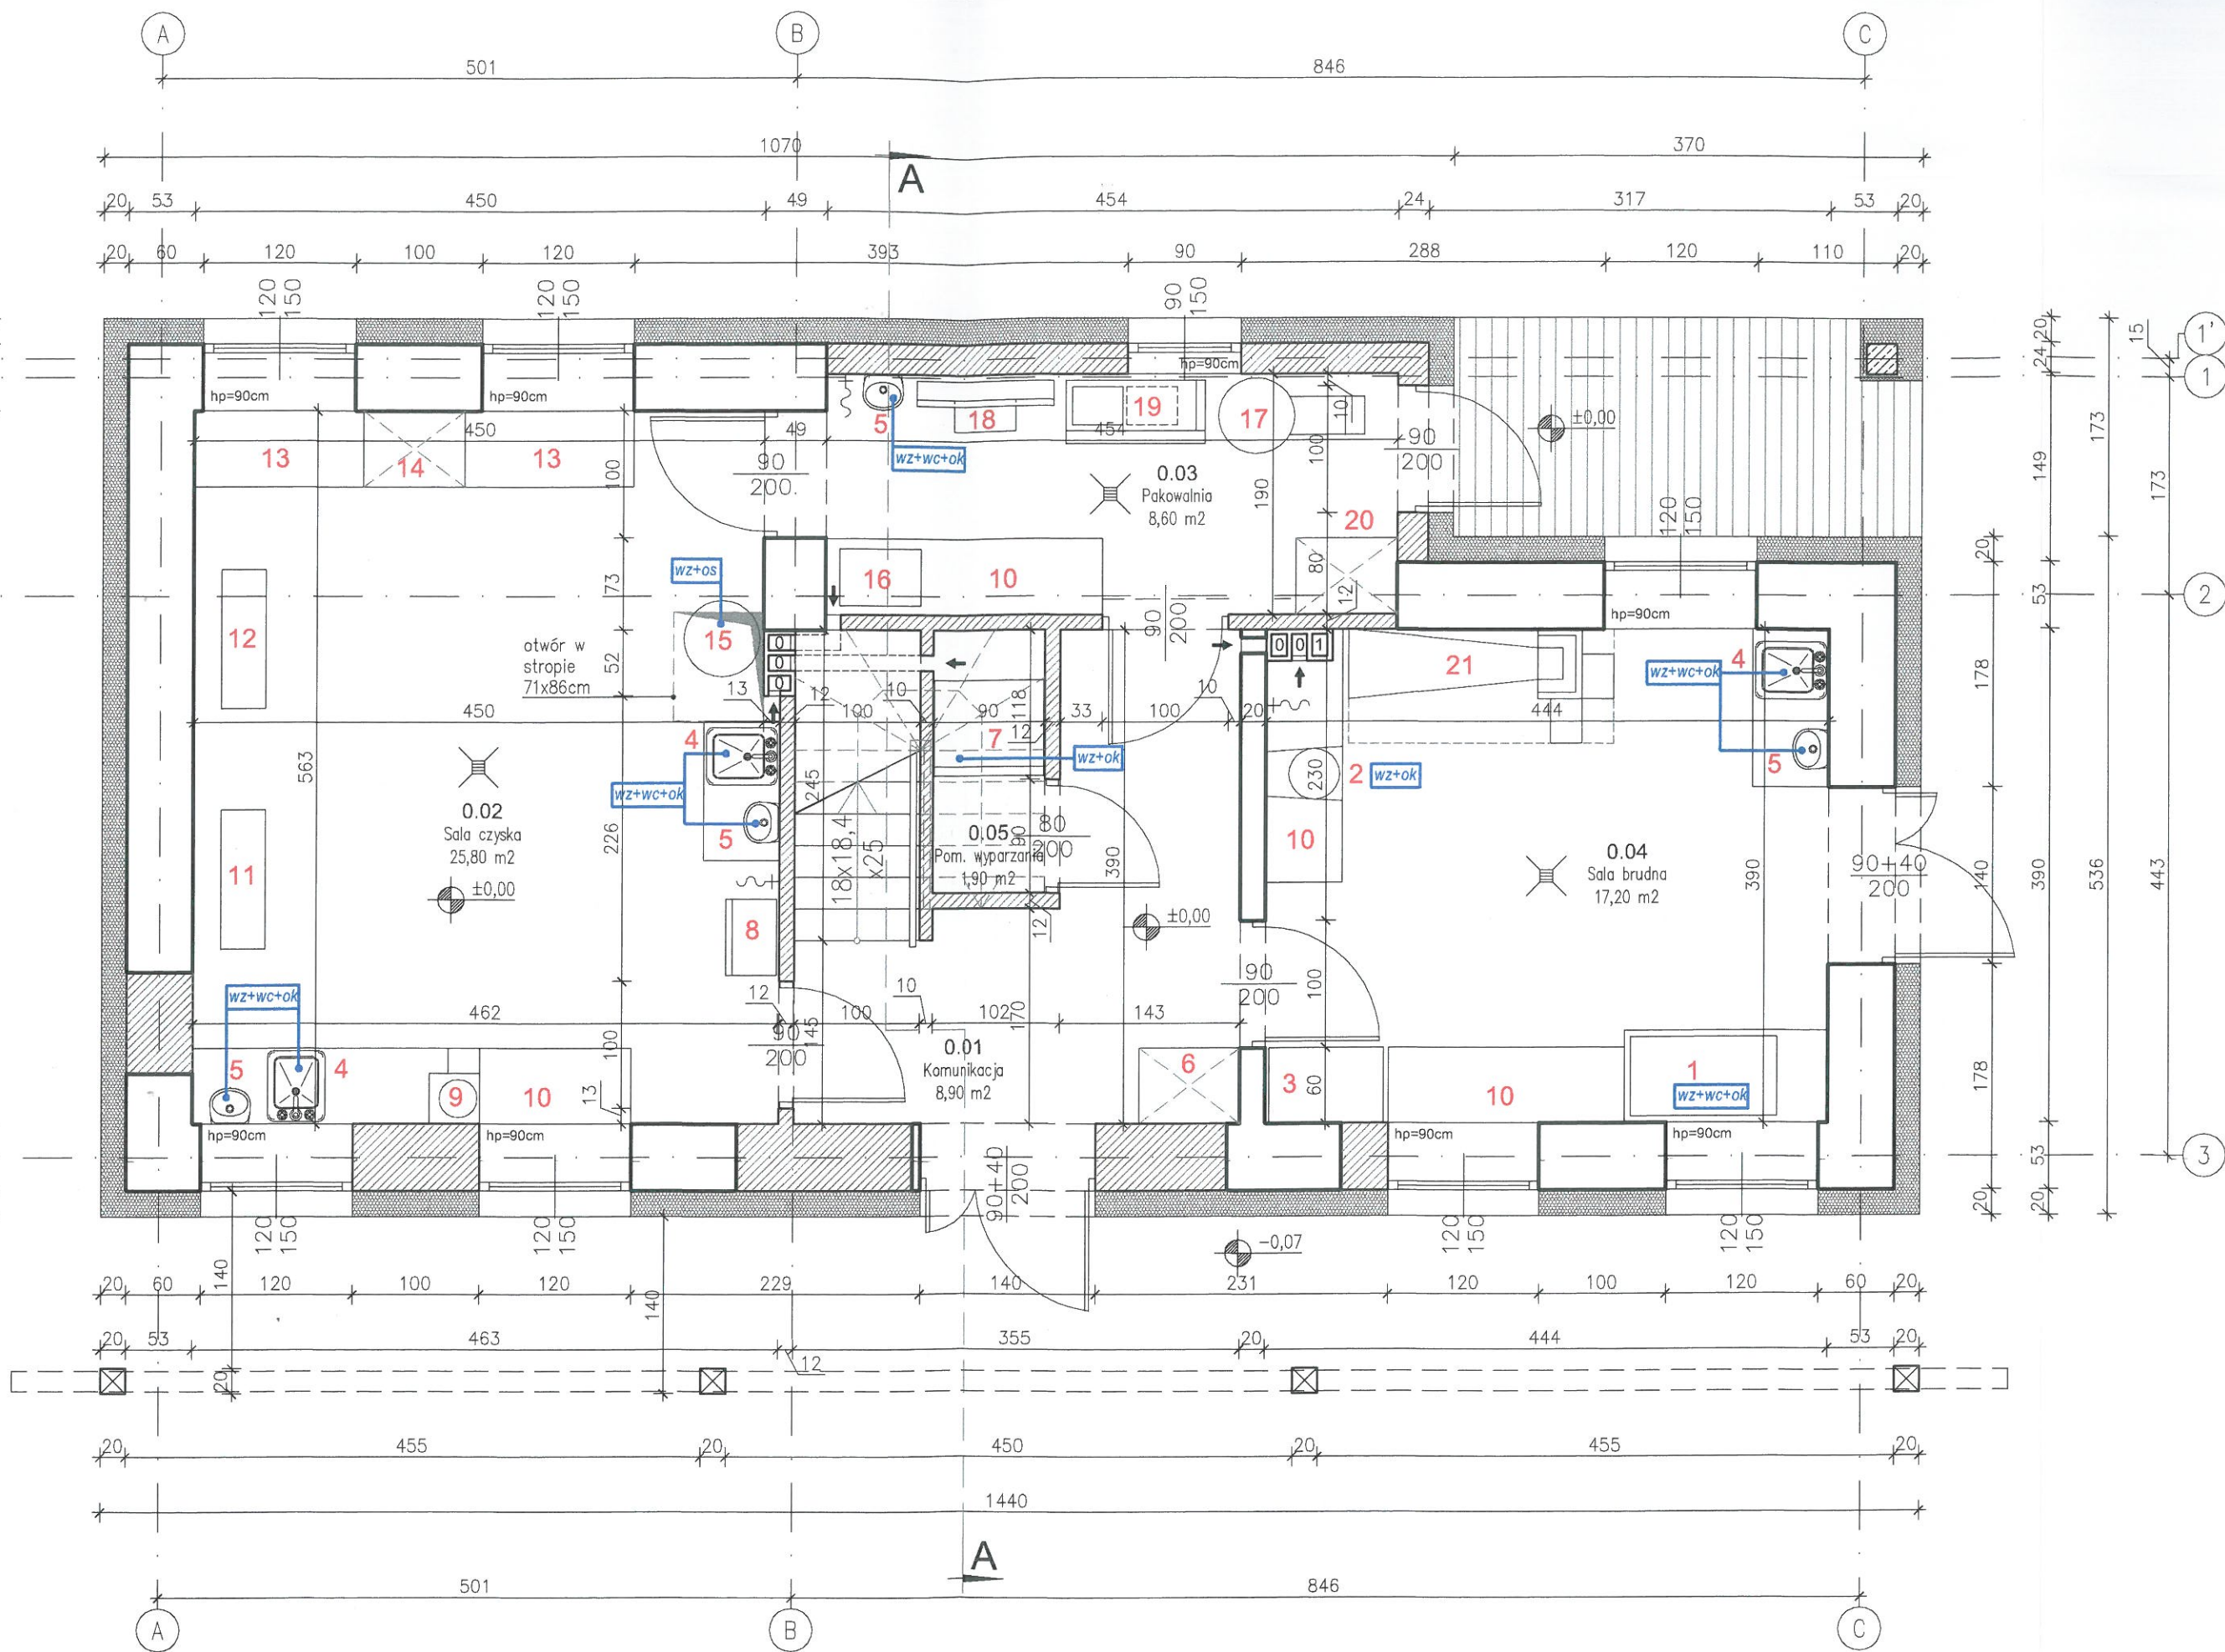 A B C
501 846
1070 370
A
20 53 450 49 454 24 317 53 20
20 60 120 100 120 393 90 288 120 110 20
120 150 120 150 90 150
hp=90cm
hp=90cm
hp=90cm
15 1'
1
20 24 173
149 173
450 49 454 10
13 14 13 5 18 19 17
wz+wc+ok
90
200
100
0.03
Pakowalnia
8,60 m2
190 100
90
200
±0,00
20
80
120 150
12
16 10
wz+os
73
15
12
52
otwór w
stropie
71x86cm
0
0
0
90
200
0 0 1
21
hp=90cm
4
wz+wc+ok
20 53 2
178
13 12 10 118
450 100 90 33 100 10 20 444
563
4
wz+wc+ok
5
7
12
wz+ok
230
2 wz+ok
5
245
226
0.02
Sala czyska
25,80 m2
±0,00
11
18x18,4
x25
0.05
Pom. wyparzania
1,90 m2
90
80
200
390
10
0.04
Sala brudna
17,20 m2
390
90+40
200
140 390 536 443
8
12
±0,00
90
200
100
wz+wc+ok
12 10
462 100 102 143
170
145
90
200
100
0.01
Komunikacja
8,90 m2
5 4 9 10 13
6 3 60 10 1
wz+wc+ok
178
hp=90cm
hp=90cm
hp=90cm
hp=90cm
53 3
20 20
90+40
200
120 150 120 150 120 150 120 150
-0,07
140 140
20 60 120 100 120 229 140 231 120 100 120 60 20
20 53 463 355 20 444 53 20
12
20
20 455 20 450 20 455 20
1440
A
501 846
A B C